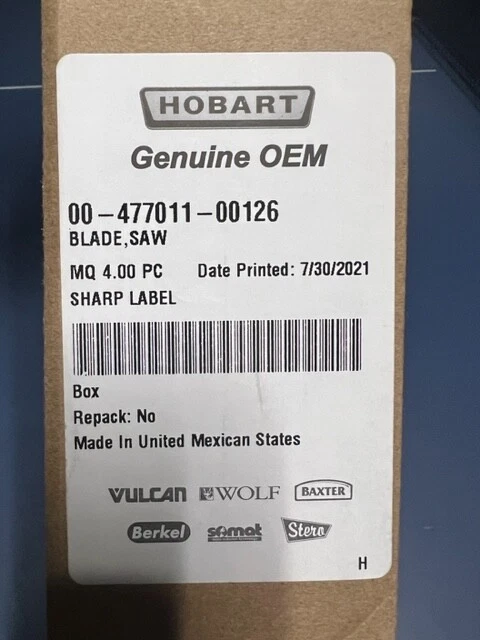 HOBART
Genuine OEM
00-477011-00126
BLADE,SAW
MQ 4.00 PC Date Printed: 7/30/2021
SHARP LABEL
Box
Repack: No
Made In United Mexican States
VULCAN WOLF BAXTER
Berkel somat Stero
H